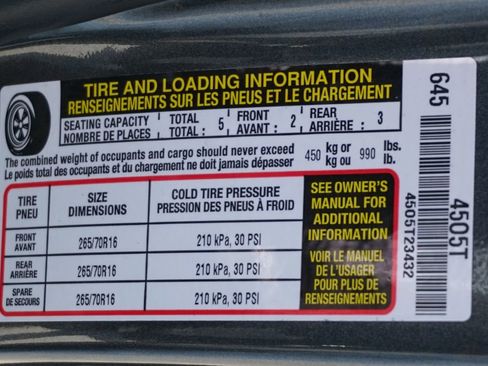 TIRE AND LOADING INFORMATION
RENSEIGNEMENTS SUR LES PNEUS ET LE CHARGEMENT
SEATING CAPACITY TOTAL FRONT REAR
NOMBRE DE PLACES TOTAL : 5 AVANT : 2 ARRIÈRE : 3
The combined weight of occupants and cargo should never exceed 450 kg or 990 lbs.
Le poids total des occupants et du chargement ne doit jamais dépasser kg ou lb.
TIRE SIZE COLD TIRE PRESSURE
PNEU DIMENSIONS PRESSION DES PNEUS À FROID
FRONT
AVANT 265/70R16 210 kPa, 30 PSI
REAR
ARRIÈRE 265/70R16 210 kPa, 30 PSI
SPARE
DE SECOURS 265/70R16 210 kPa, 30 PSI
SEE OWNER'S
MANUAL FOR
ADDITIONAL
INFORMATION
VOIR LE MANUEL
DE L'USAGER
POUR PLUS DE
RENSEIGNEMENTS
645
4505T
4505T23432